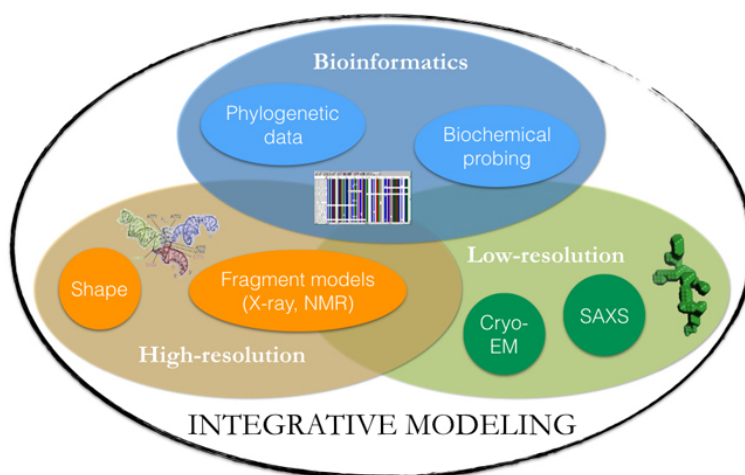 Bioinformatics
Phylogenetic
data
Biochemical
probing
Low-resolution
Shape
Fragment models
(X-ray, NMR)
SAXS
Cryo-
EM
High-resolution
INTEGRATIVE MODELING